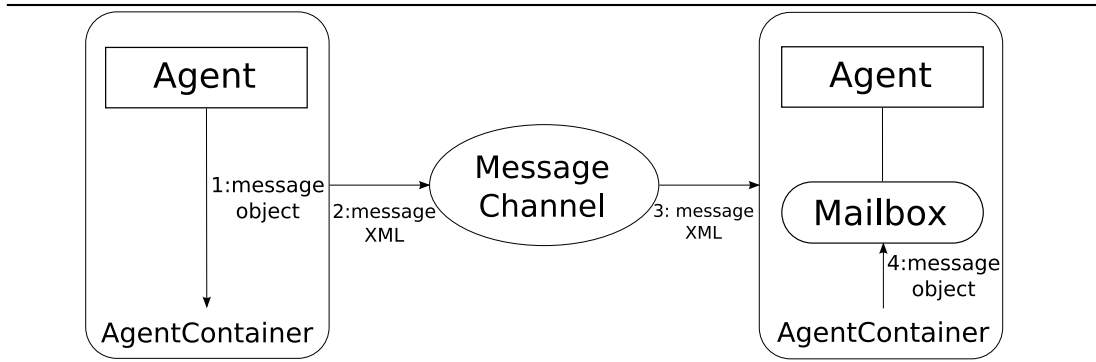 Agent
1:message
object
AgentContainer
2:message
XML
Message
Channel
3: message
XML
Agent
Mailbox
4:message
object
AgentContainer